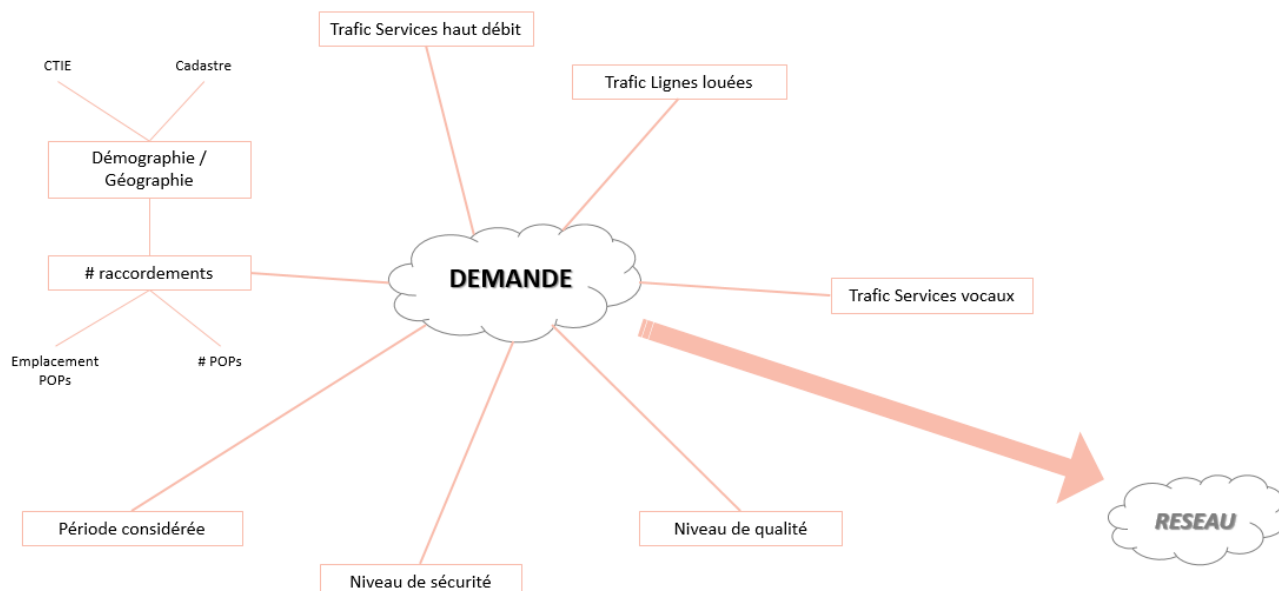 Trafic Services haut débit
CTIE
Cadastre
Trafic Lignes louées
Démographie /
Géographie
# raccordements
DEMANDE
Trafic Services vocaux
Emplacement
POPs
# POPs
Période considérée
Niveau de qualité
RESEAU
Niveau de sécurité